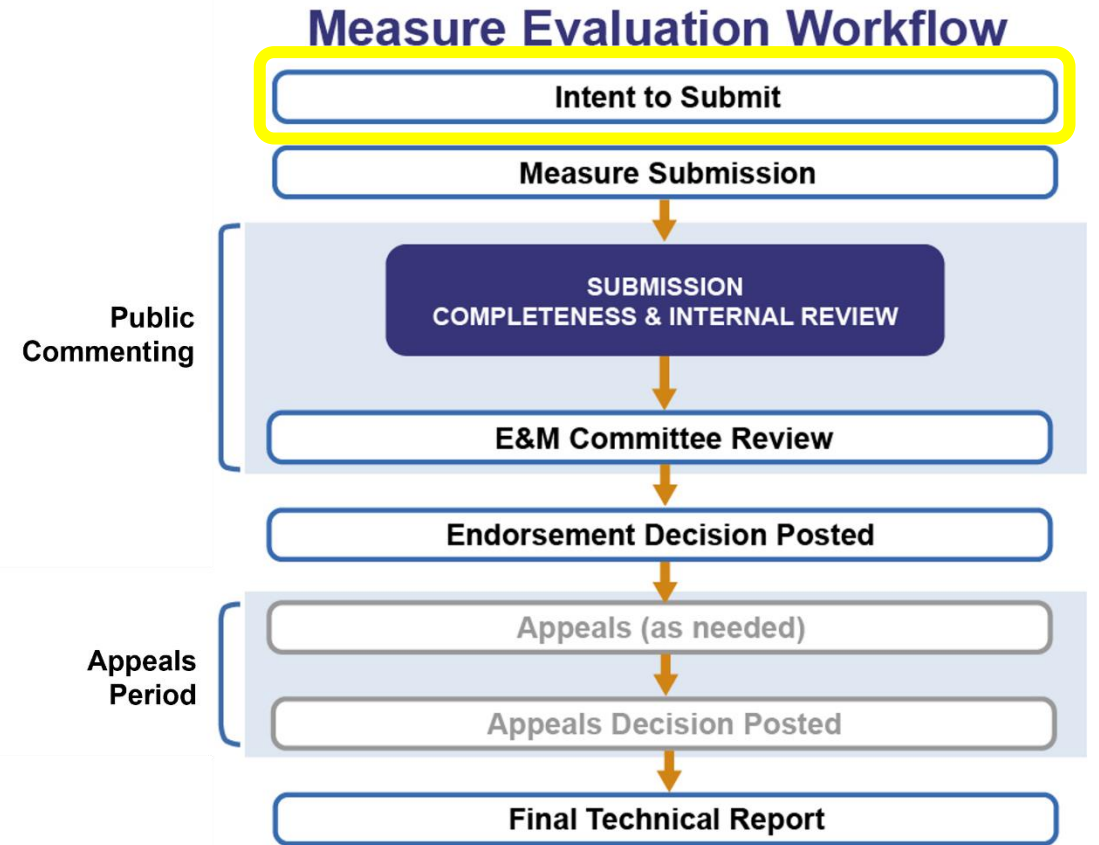 Measure Evaluation Workflow
Intent to Submit
Measure Submission
Public
Commenting
SUBMISSION
COMPLETENESS & INTERNAL REVIEW
E&M Committee Review
Endorsement Decision Posted
Appeals
Period
Appeals (as needed)
Appeals Decision Posted
Final Technical Report